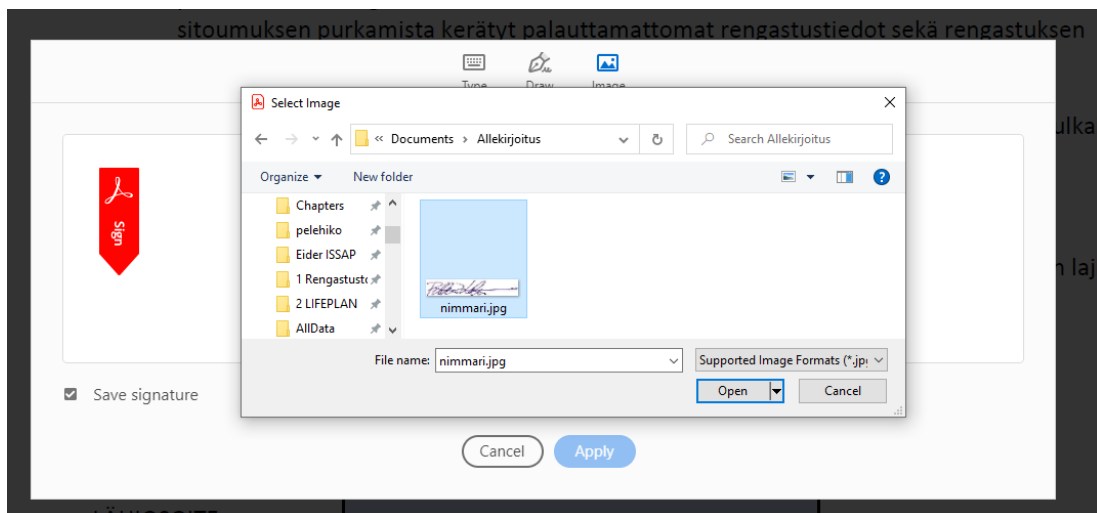 sitoumuksen purkamista kerätyt palauttamattomat rengastustiedot sekä rengastuksen
Type Draw Image
Select Image
« Documents › Allekirjoitus
Search Allekirjoitus
Organize
New folder
Chapters
pelehiko
Eider ISSAP
1 Rengastust
2 LIFEPLAN
AllData
nimmari.jpg
File name: nimmari.jpg
Supported Image Formats (*.jp
Open
Cancel
Sign
ulka
n laj
Save signature
Cancel
Apply